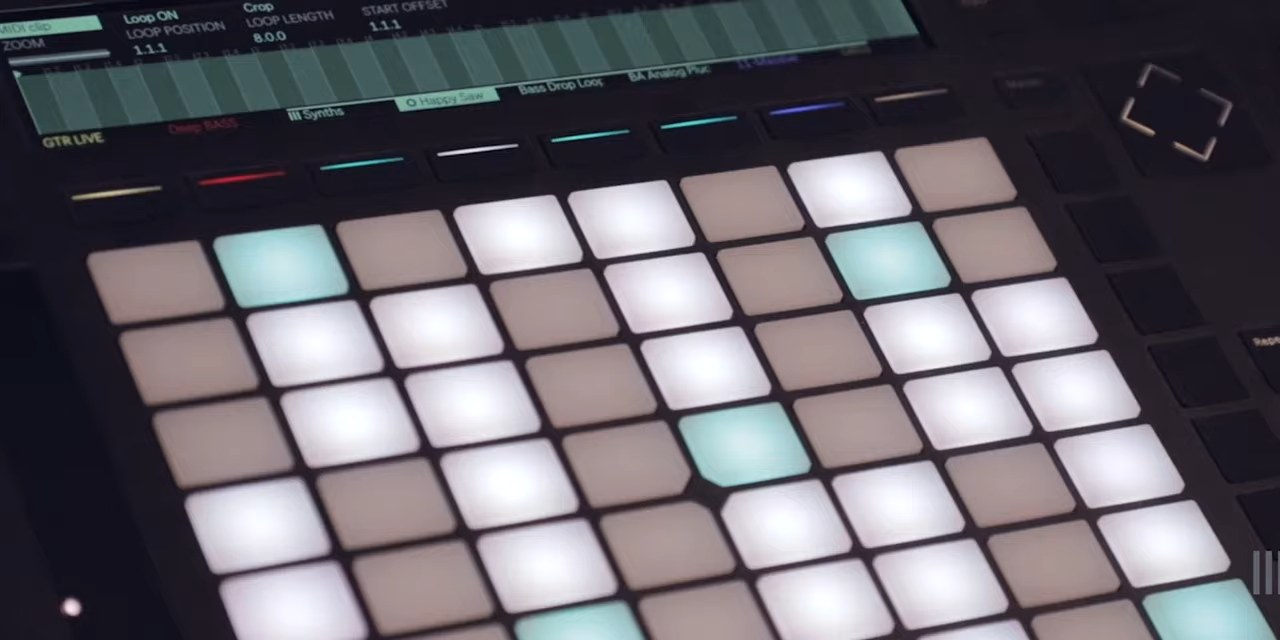 MIDI clip
ZOOM
Loop ON
LOOP POSITION
1.1.1
Crop
LOOP LENGTH
8.0.0
START OFFSET
1.1.1
GTR LIVE
Deep BASS
Synths
Happy Saw
Bass Drop Loop
BA Analog Pluc